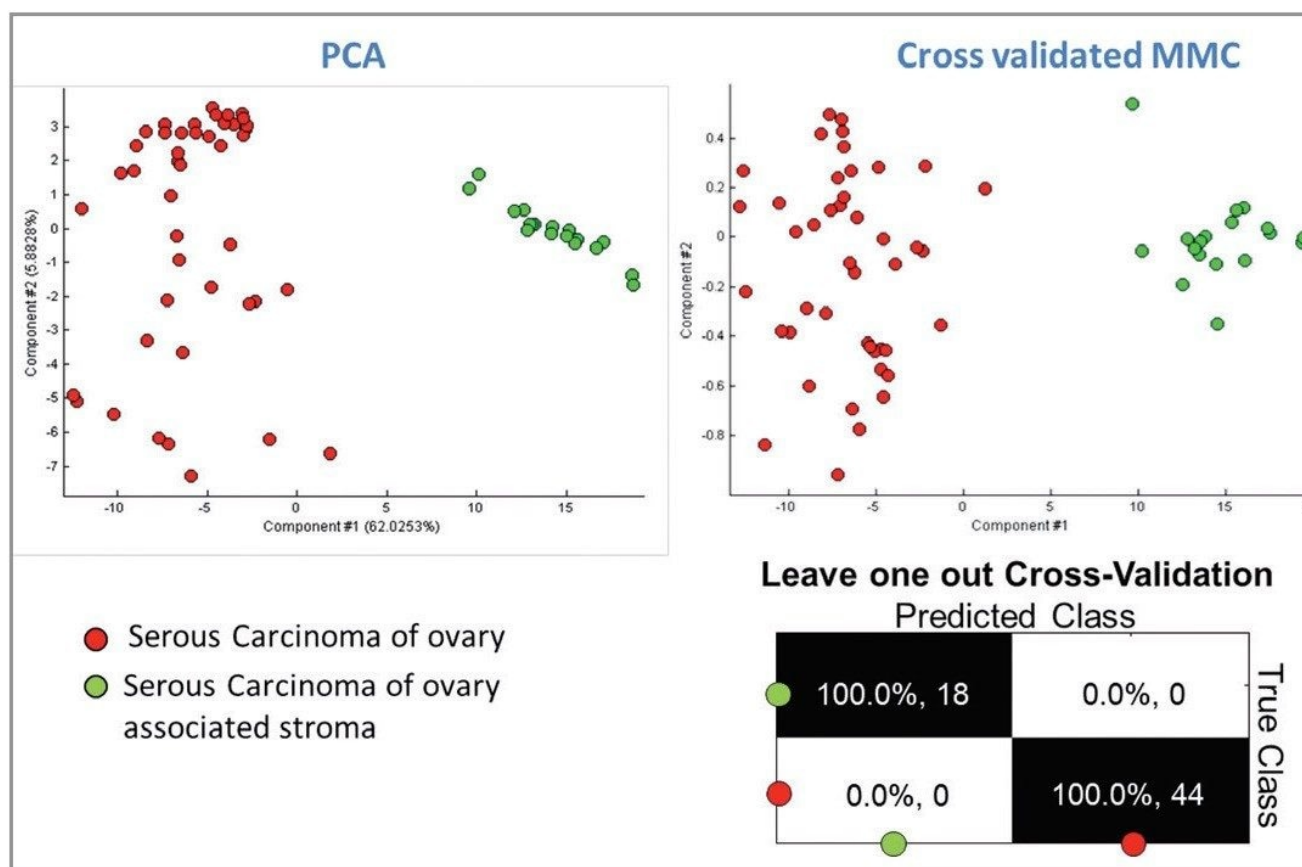 PCA
Cross validated MMC
3
2
1
0
-1
-2
-3
-4
-5
-6
-7
Component #2 (5.8828%)
-10 -5 0 5 10 15
Component #1 (62.0253%)
0.4
0.2
0
-0.2
-0.4
-0.6
-0.8
Component #2
-10 -5 0 5 10 15
Component #1
Serous Carcinoma of ovary
Serous Carcinoma of ovary
associated stroma
Leave one out Cross-Validation
Predicted Class
100.0%, 18 0.0%, 0
0.0%, 0 100.0%, 44
True Class